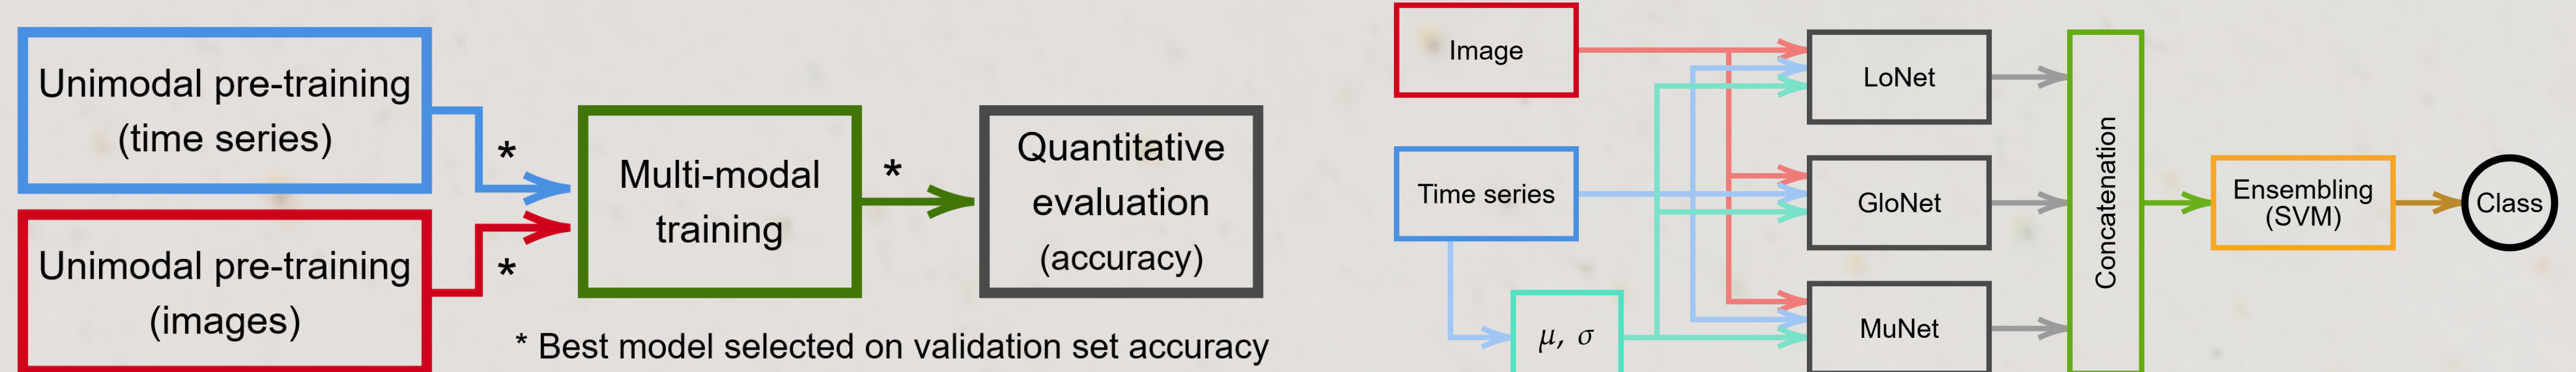 Unimodal pre-training
(time series)
*
Unimodal pre-training
(images)
*
Multi-modal
training
*
Quantitative
evaluation
(accuracy)
* Best model selected on validation set accuracy
Image
Time series
μ, σ
LoNet
GloNet
MuNet
Concatenation
Ensembling
(SVM)
Class